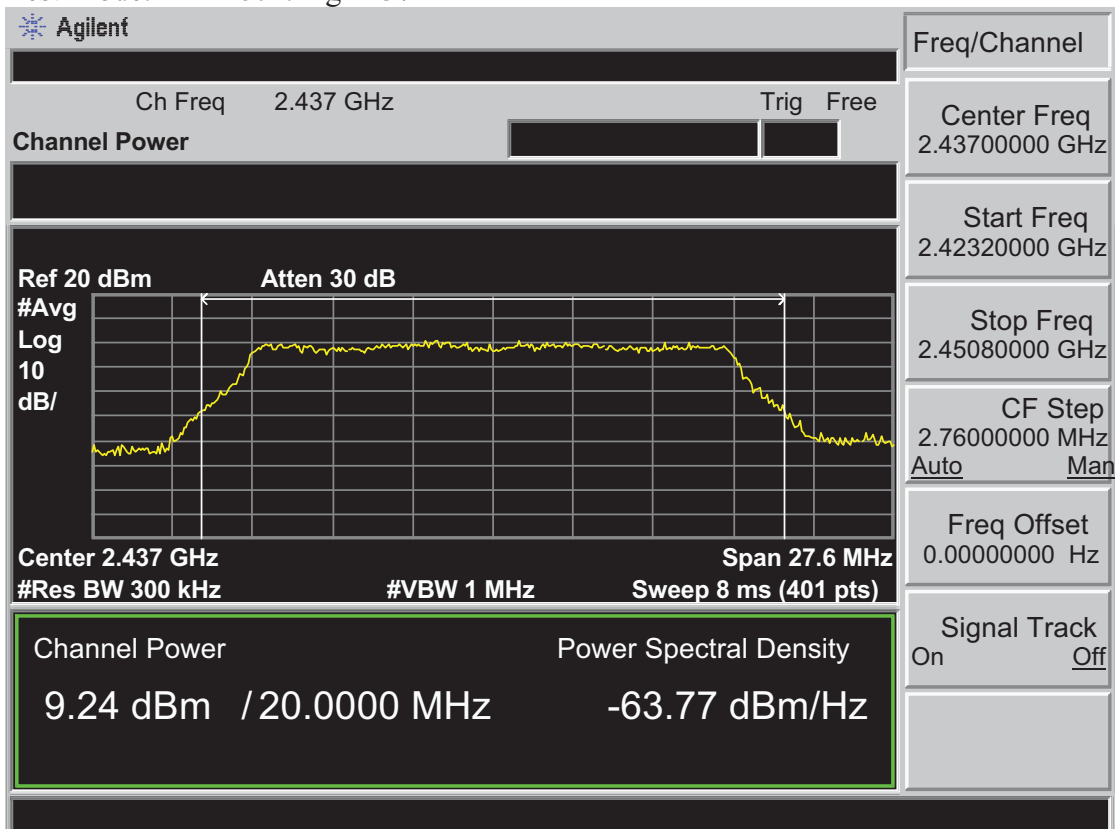 Agilent
Freq/Channel
Ch Freq 2.437 GHz Trig Free
Channel Power
Center Freq
2.43700000 GHz
Start Freq
2.42320000 GHz
Stop Freq
2.45080000 GHz
CF Step
2.76000000 MHz
Auto Man
Freq Offset
0.00000000 Hz
Signal Track
On Off
Ref 20 dBm Atten 30 dB
#Avg
Log
10
dB/
Center 2.437 GHz Span 27.6 MHz
#Res BW 300 kHz #VBW 1 MHz Sweep 8 ms (401 pts)
Channel Power Power Spectral Density
9.24 dBm / 20.0000 MHz -63.77 dBm/Hz